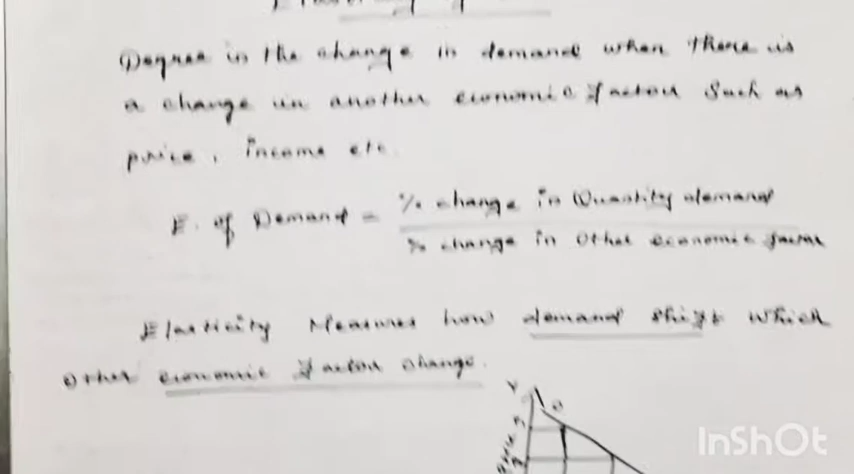 Degree in the change in demand when there is
a change in another economic factor such as
price, income etc.
E. of Demand = % change in Quantity demand
% change in other economic factor
Elasticity Measures how demand shift which
other economic factor change.
Y
D
InShOt